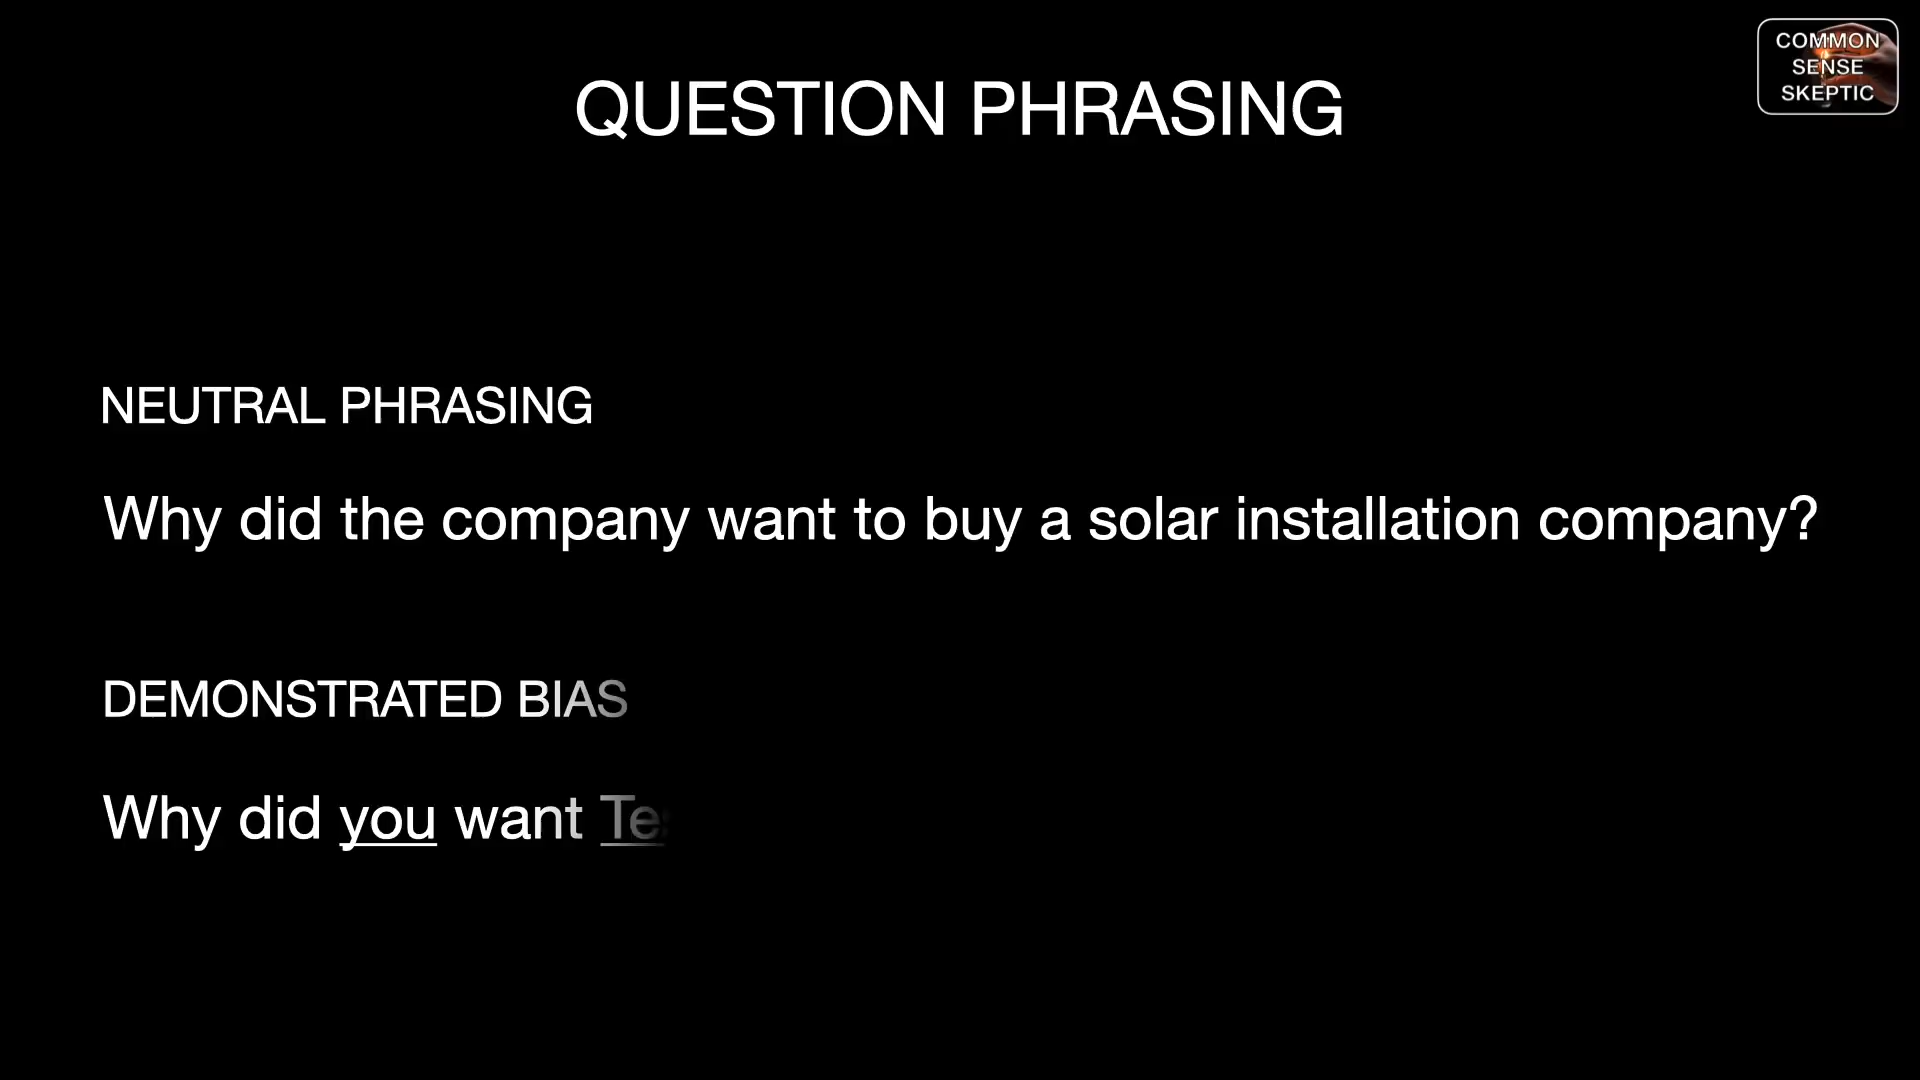 COMMON
SENSE
SKEPTIC
QUESTION PHRASING
NEUTRAL PHRASING
Why did the company want to buy a solar installation company?
DEMONSTRATED BIAS
Why did you want